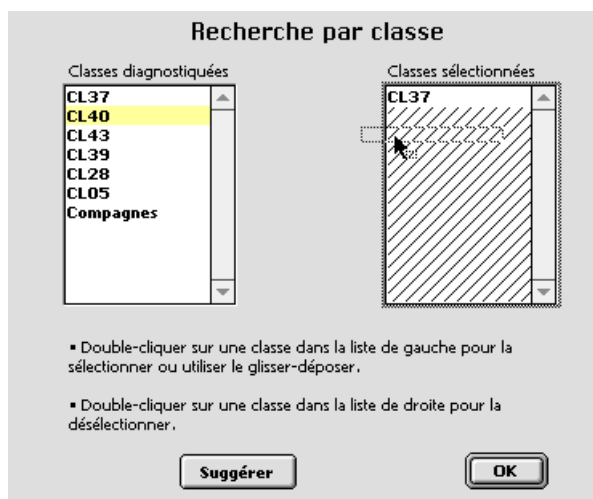 Recherche par classe
Classes diagnostiquées
Classes sélectionnées
CL37
CL40
CL43
CL39
CL28
CL05
Compagnes
CL37
▪ Double-cliquer sur une classe dans la liste de gauche pour la
sélectionner ou utiliser le glisser-déposer.
▪ Double-cliquer sur une classe dans la liste de droite pour la
désélectionner.
Suggérer
OK